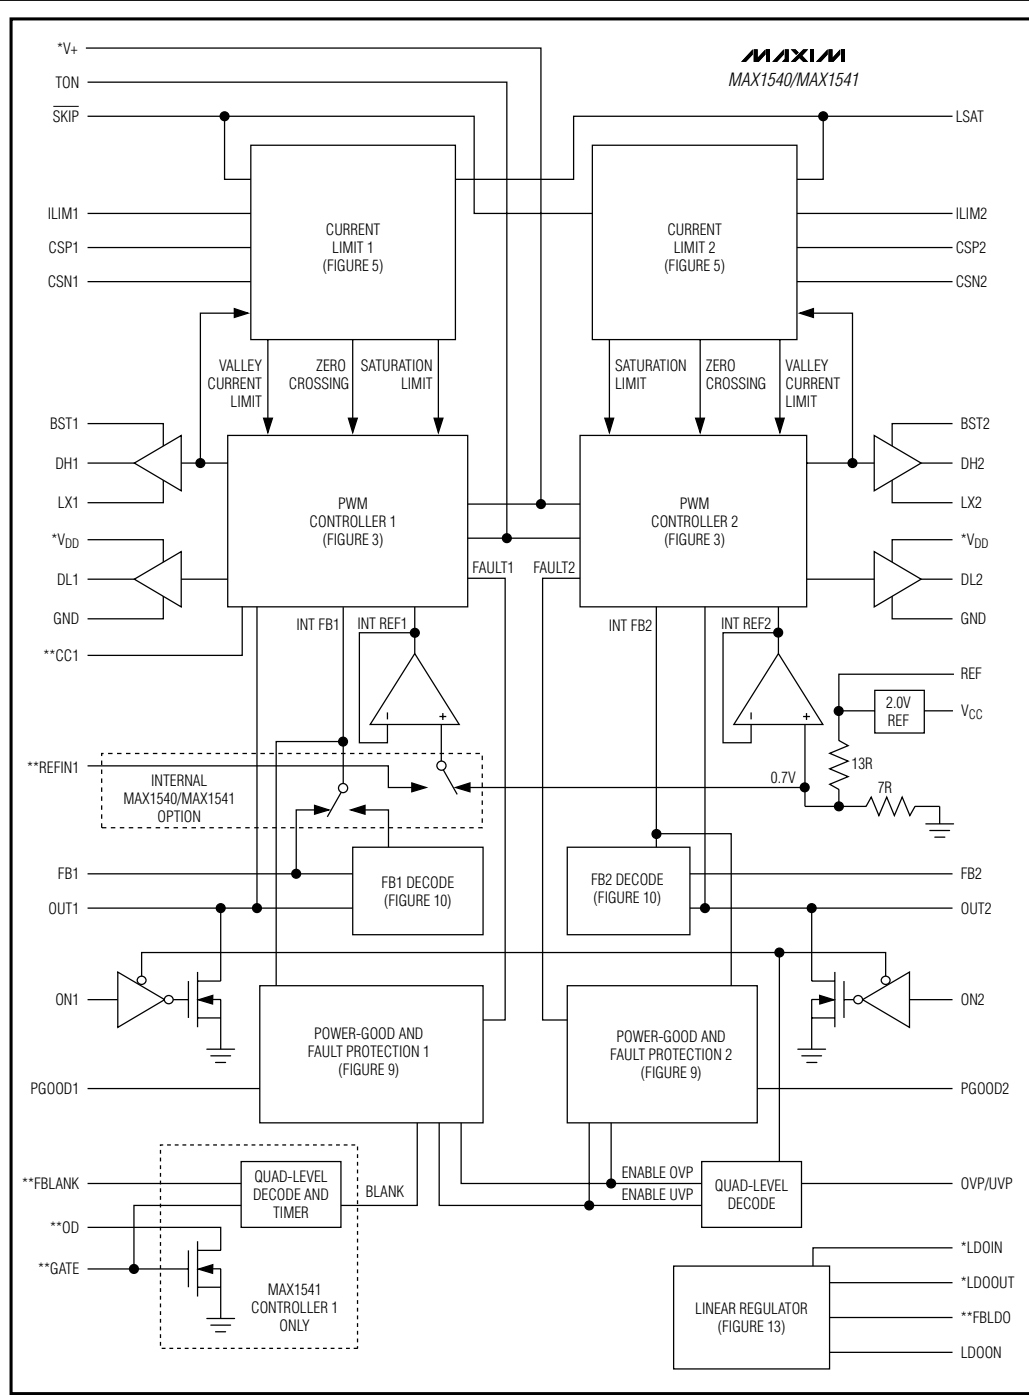 MAXIM
MAX1540/MAX1541
*V+
TON
SKIP
LSAT
ILIM1
CSP1
CSN1
CURRENT
LIMIT 1
(FIGURE 5)
CURRENT
LIMIT 2
(FIGURE 5)
ILIM2
CSP2
CSN2
VALLEY
CURRENT
LIMIT
ZERO
CROSSING
SATURATION
LIMIT
SATURATION
LIMIT
ZERO
CROSSING
VALLEY
CURRENT
LIMIT
BST1
DH1
LX1
*VDD
DL1
GND
**CC1
PWM
CONTROLLER 1
(FIGURE 3)
PWM
CONTROLLER 2
(FIGURE 3)
BST2
DH2
LX2
*VDD
DL2
GND
FAULT1
FAULT2
INT FB1
INT REF1
INT FB2
INT REF2
REF
2.0V
REF
VCC
13R
7R
0.7V
**REFIN1
INTERNAL
MAX1540/MAX1541
OPTION
FB1
OUT1
FB1 DECODE
(FIGURE 10)
FB2 DECODE
(FIGURE 10)
FB2
OUT2
ON1
ON2
POWER-GOOD AND
FAULT PROTECTION 1
(FIGURE 9)
POWER-GOOD AND
FAULT PROTECTION 2
(FIGURE 9)
PGOOD1
PGOOD2
**FBLANK
**OD
**GATE
QUAD-LEVEL
DECODE AND
TIMER
BLANK
ENABLE OVP
ENABLE UVP
QUAD-LEVEL
DECODE
OVP/UVP
MAX1541
CONTROLLER 1
ONLY
LINEAR REGULATOR
(FIGURE 13)
*LDOIN
*LDOOUT
**FBLDO
LDOON